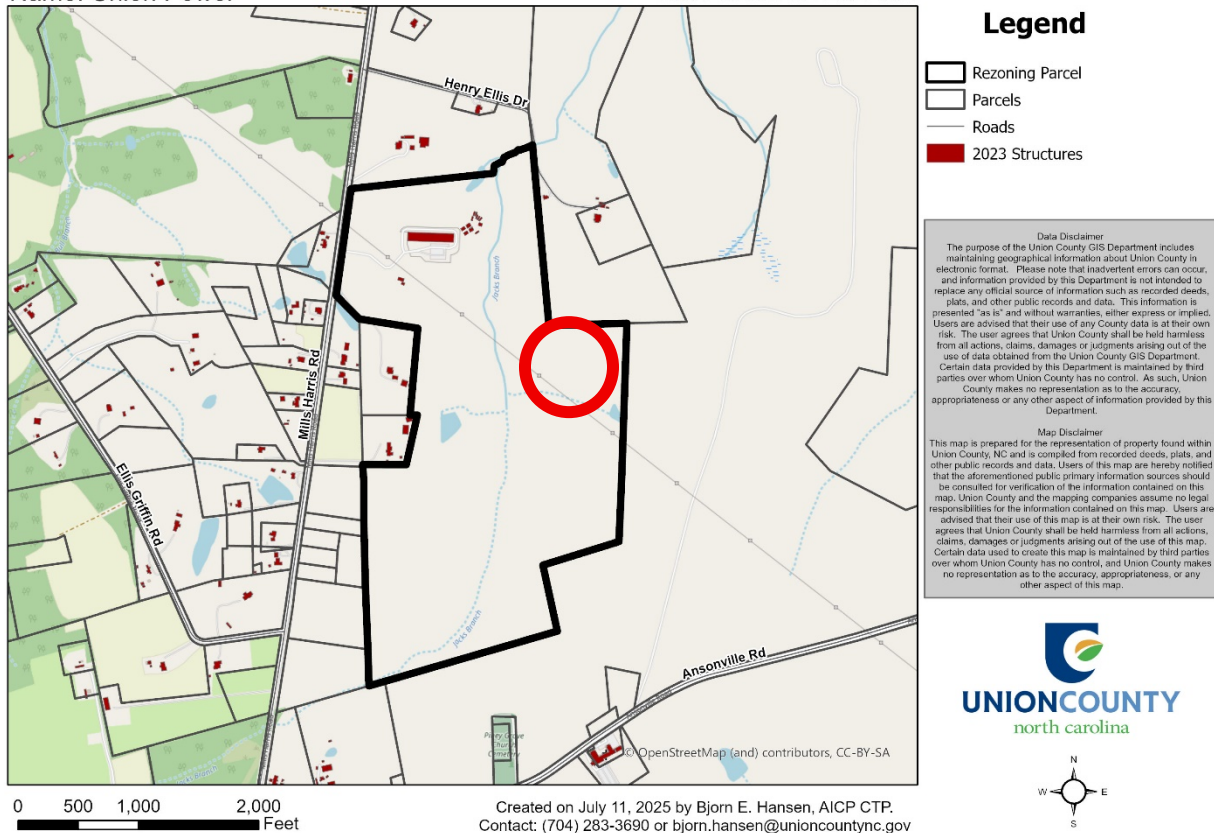 Name: Union Power
Legend
Rezoning Parcel
Parcels
Roads
2023 Structures
Henry Ellis Dr
Jacks Branch
Mills Harris Rd
Ellis Griffin Rd
Jacks Branch
Ansonville Rd
Piney Grove
Church
Cemetery
© OpenStreetMap (and) contributors, CC-BY-SA
Data Disclaimer
The purpose of the Union County GIS Department includes
maintaining geographical information about Union County in
electronic format. Please note that inadvertent errors can occur,
and information provided by this Department is not intended to
replace any official source of information such as recorded deeds,
plats, and other public records and data. This information is
presented "as is" and without warranties, either express or implied.
Users are advised that their use of any County data is at their own
risk. The user agrees that Union County shall be held harmless
from all actions, claims, damages or judgments arising out of the
use of data obtained from the Union County GIS Department.
Certain data provided by this Department is maintained by third
parties over whom Union County has no control. As such, Union
County makes no representation as to the accuracy,
appropriateness or any other aspect of information provided by this
Department.
Map Disclaimer
This map is prepared for the representation of property found within
Union County, NC and is compiled from recorded deeds, plats, and
other public records and data. Users of this map are hereby notified
that the aforementioned public primary information sources should
be consulted for verification of the information contained on this
map. Union County and the mapping companies assume no legal
responsibilities for the information contained on this map. Users are
advised that their use of this map is at their own risk. The user
agrees that Union County shall be held harmless from all actions,
claims, damages or judgments arising out of the use of this map.
Certain data used to create this map is maintained by third parties
over whom Union County has no control, and Union County makes
no representation as to the accuracy, appropriateness, or any
other aspect of this map.
UNIONCOUNTY
north carolina
N
W E
S
0 500 1,000 2,000
Feet
Created on July 11, 2025 by Bjorn E. Hansen, AICP CTP.
Contact: (704) 283-3690 or bjorn.hansen@unioncountync.gov